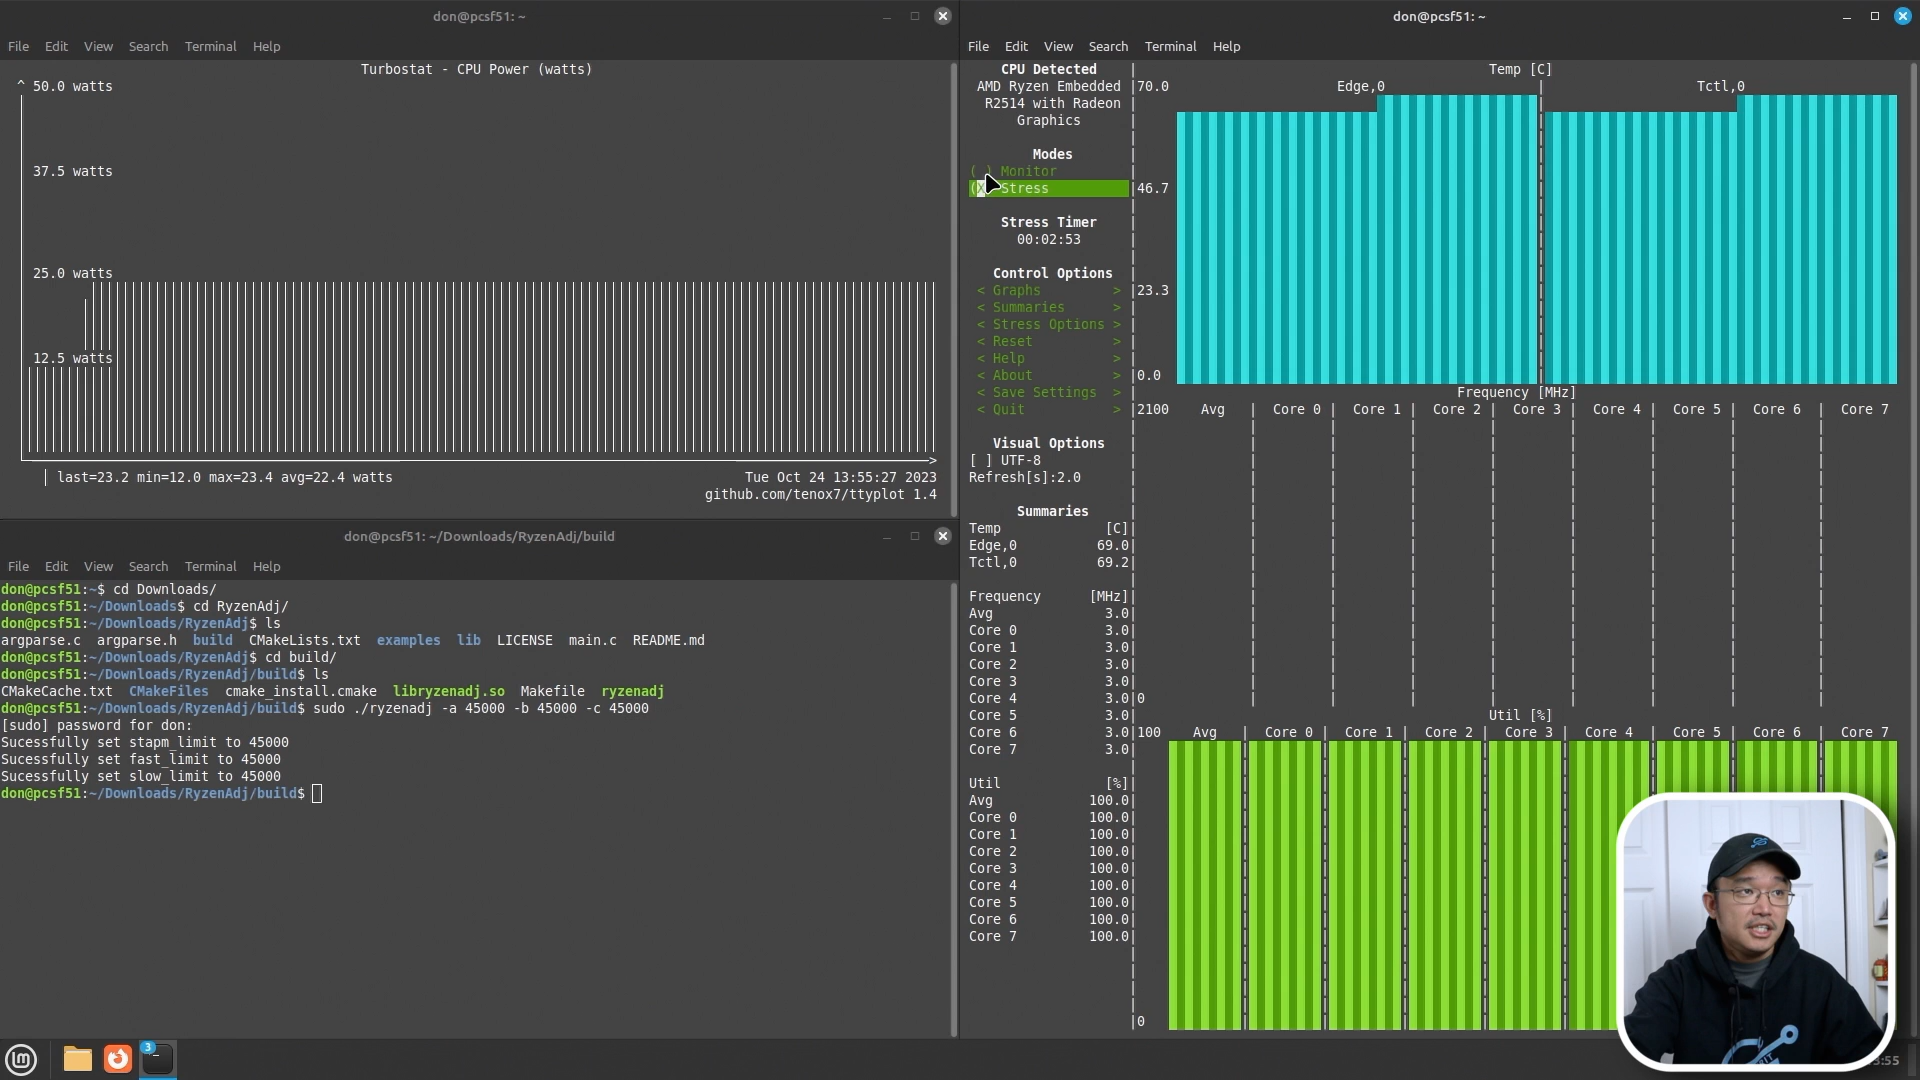 don@pcsf51: ~
File Edit View Search Terminal Help
Turbostat - CPU Power (watts)
^ 50.0 watts
37.5 watts
25.0 watts
12.5 watts
last=23.2 min=12.0 max=23.4 avg=22.4 watts
Tue Oct 24 13:55:27 2023
github.com/tenox7/ttyplot 1.4
don@pcsf51: ~/Downloads/RyzenAdj/build
File Edit View Search Terminal Help
don@pcsf51:~$ cd Downloads/
don@pcsf51:~/Downloads$ cd RyzenAdj/
don@pcsf51:~/Downloads/RyzenAdj$ ls
argparse.c argparse.h build CMakeLists.txt examples lib LICENSE main.c README.md
don@pcsf51:~/Downloads/RyzenAdj$ cd build/
don@pcsf51:~/Downloads/RyzenAdj/build$ ls
CMakeCache.txt CMakeFiles cmake_install.cmake libryzenadj.so Makefile ryzenadj
don@pcsf51:~/Downloads/RyzenAdj/build$ sudo ./ryzenadj -a 45000 -b 45000 -c 45000
[sudo] password for don:
Sucessfully set stapm_limit to 45000
Sucessfully set fast_limit to 45000
Sucessfully set slow_limit to 45000
don@pcsf51:~/Downloads/RyzenAdj/build$
don@pcsf51: ~
File Edit View Search Terminal Help
CPU Detected
AMD Ryzen Embedded
R2514 with Radeon
Graphics
Modes
( ) Monitor
(X) Stress
Stress Timer
00:02:53
Control Options
< Graphs >
< Summaries >
< Stress Options >
< Reset >
< Help >
< About >
< Save Settings >
< Quit >
Visual Options
[ ] UTF-8
Refresh[s]:2.0
Summaries
Temp [C]
Edge,0 69.0
Tctl,0 69.2
Frequency [MHz]
Avg 3.0
Core 0 3.0
Core 1 3.0
Core 2 3.0
Core 3 3.0
Core 4 3.0
Core 5 3.0
Core 6 3.0
Core 7 3.0
Util [%]
Avg 100.0
Core 0 100.0
Core 1 100.0
Core 2 100.0
Core 3 100.0
Core 4 100.0
Core 5 100.0
Core 6 100.0
Core 7 100.0
Temp [C]
70.0 Edge,0 Tctl,0
46.7
23.3
0.0
Frequency [MHz]
2100 Avg Core 0 Core 1 Core 2 Core 3 Core 4 Core 5 Core 6 Core 7
0
Util [%]
100 Avg Core 0 Core 1 Core 2 Core 3 Core 4 Core 5 Core 6 Core 7
0
3